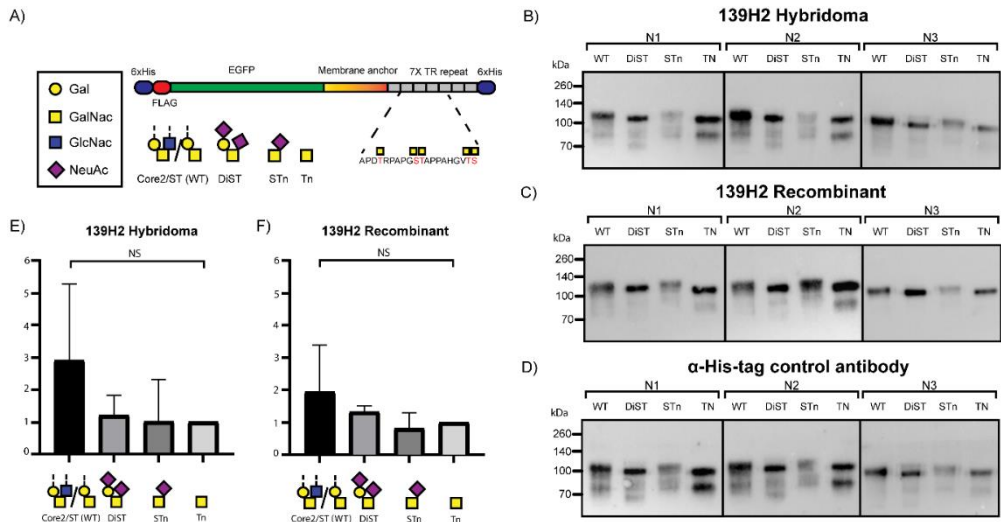 A)
6xHis
FLAG
EGFP
Membrane anchor
7X TR repeat
6xHis
Gal
GalNac
GlcNac
NeuAc
Core2/ST (WT)
DiST
STn
Tn
APDTRPAPGSTAPPAHGVTS
B)
139H2 Hybridoma
N1 N2 N3
kDa WT DiST STn TN WT DiST STn TN WT DiST STn TN
260
140
100
70
C)
139H2 Recombinant
N1 N2 N3
kDa WT DiST STn TN WT DiST STn TN WT DiST STn TN
260
140
100
70
D)
α-His-tag control antibody
N1 N2 N3
kDa WT DiST STn TN WT DiST STn TN WT DiST STn TN
260
140
100
70
E)
139H2 Hybridoma
NS
6
5
4
3
2
1
0
Core2/ST (WT) DiST STn Tn
F)
139H2 Recombinant
NS
6
5
4
3
2
1
0
Core2/ST (WT) DiST STn Tn